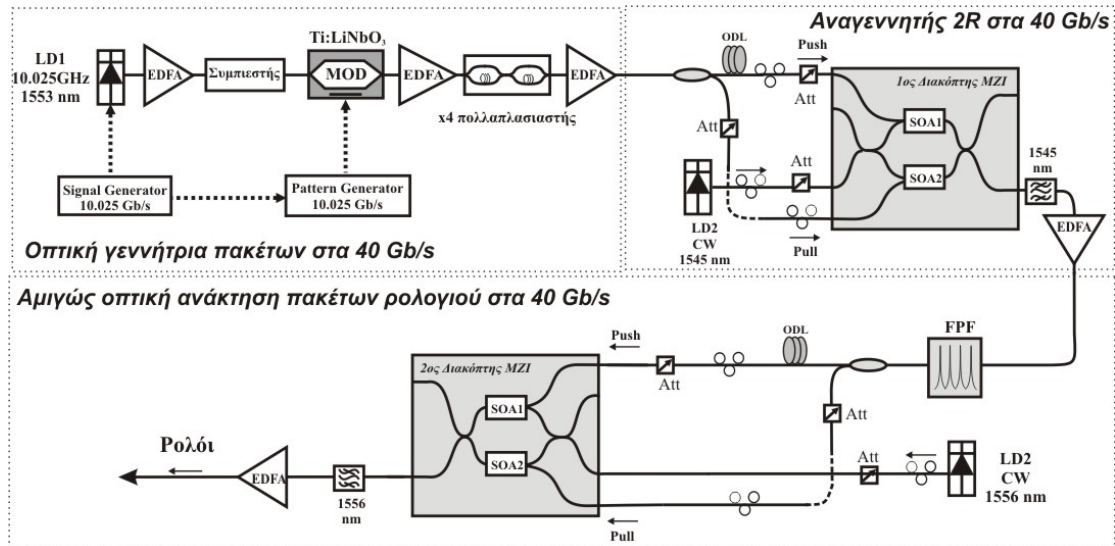 Ti:LiNbO3
LD1
10.025GHz
1553 nm
EDFA
Συμπιεστής
MOD
EDFA
EDFA
x4 πολλαπλασιαστής
Signal Generator
10.025 Gb/s
Pattern Generator
10.025 Gb/s
Οπτική γεννήτρια πακέτων στα 40 Gb/s
Αναγεννητής 2R στα 40 Gb/s
ODL
Push
Att
1ος Διακόπτης MZI
Att
SOA1
Att
SOA2
1545
nm
LD2
CW
1545 nm
Pull
EDFA
Αμιγώς οπτική ανάκτηση πακέτων ρολογιού στα 40 Gb/s
Push
ODL
FPF
2ος Διακόπτης MZI
Att
SOA1
Att
Ρολόι
SOA2
EDFA
1556
nm
Att
LD2
CW
1556 nm
Pull